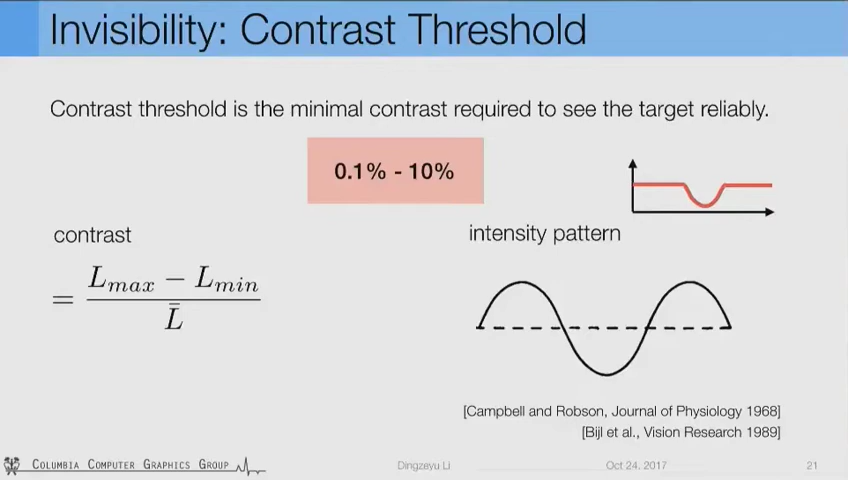 Invisibility: Contrast Threshold
Contrast threshold is the minimal contrast required to see the target reliably.
0.1% - 10%
contrast
= \frac{L_{max} - L_{min}}{\bar{L}}
intensity pattern
[Campbell and Robson, Journal of Physiology 1968]
[Bijl et al., Vision Research 1989]
COLUMBIA COMPUTER GRAPHICS GROUP
Dingzeyu Li
Oct 24, 2017
21